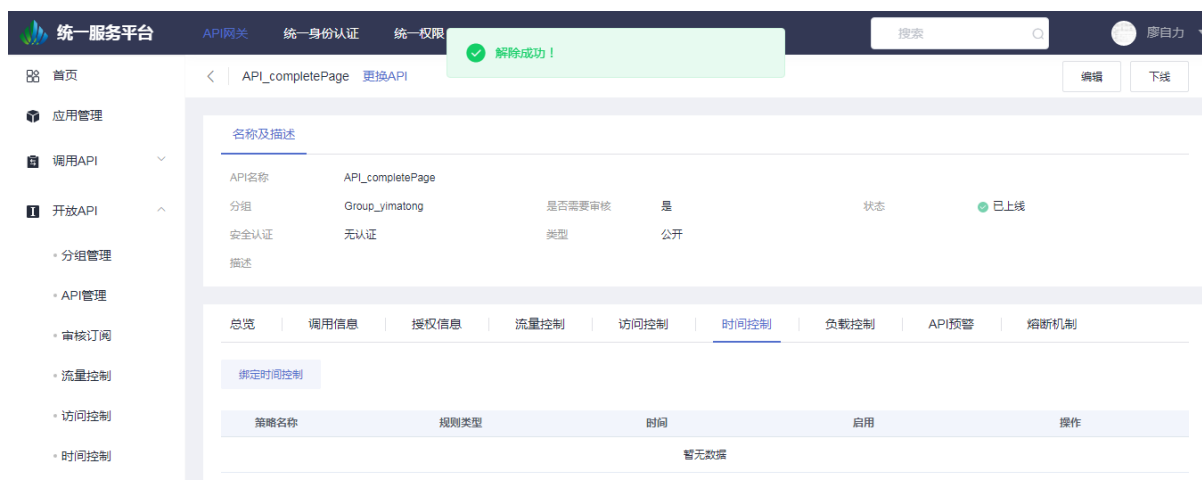 统一服务平台 API网关 统一身份认证 统一权限 解除成功！ 搜索 廖自力
首页 API_completePage 更换API 编辑 下线
应用管理
名称及描述
调用API
API名称 API_completePage
开放API 分组 Group_yimatong 是否需要审核 是 状态 已上线
安全认证 无认证 类型 公开
分组管理
描述
API管理
总览 调用信息 授权信息 流量控制 访问控制 时间控制 负载控制 API预警 熔断机制
审核订阅
流量控制 绑定时间控制
访问控制 策略名称 规则类型 时间 启用 操作
时间控制 暂无数据